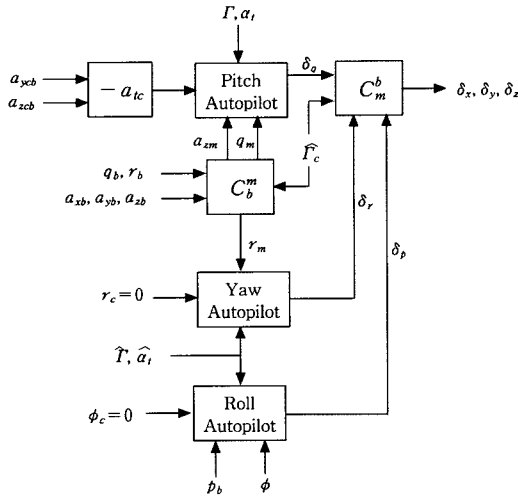 Γ, α_t
a_ycb
a_zcb
− a_tc
Pitch
Autopilot
δ_q
C_m^b
δ_x, δ_y, δ_z
a_zm
q_m
Γ̂_c
q_b, r_b
a_xb, a_yb, a_zb
C_b^m
δ_r
δ_p
r_m
r_c = 0
Yaw
Autopilot
Γ̂, α̂_t
ϕ_c = 0
Roll
Autopilot
p_b
ϕ